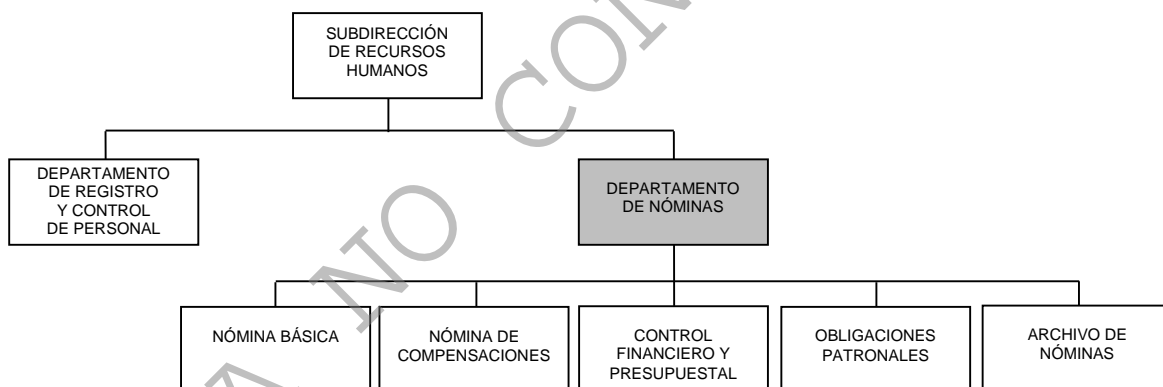 SUBDIRECCIÓN
DE RECURSOS
HUMANOS
DEPARTAMENTO
DE REGISTRO
Y CONTROL
DE PERSONAL
DEPARTAMENTO
DE NÓMINAS
NÓMINA BÁSICA
NÓMINA DE
COMPENSACIONES
CONTROL
FINANCIERO Y
PRESUPUESTAL
OBLIGACIONES
PATRONALES
ARCHIVO DE
NÓMINAS
NO